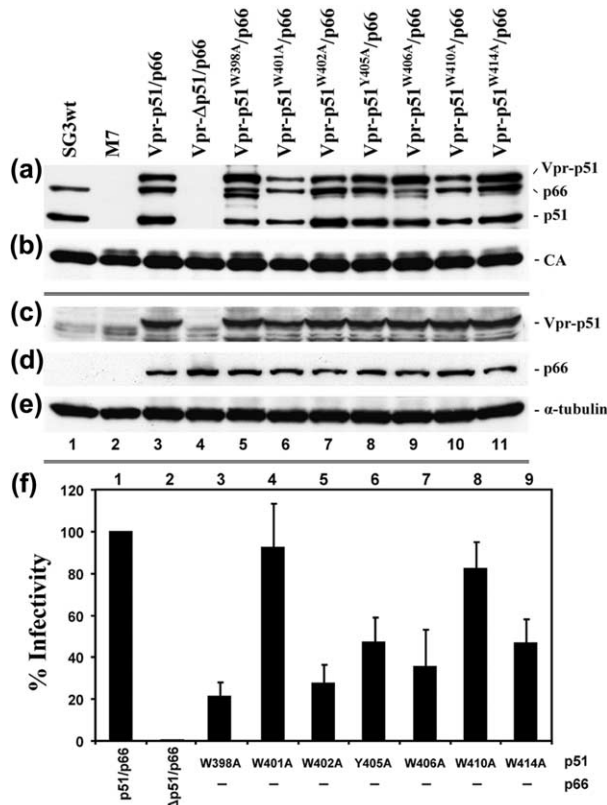 SG3wt
M7
Vpr-p51/p66
Vpr-Δp51/p66
Vpr-p51W398A/p66
Vpr-p51W401A/p66
Vpr-p51W402A/p66
Vpr-p51Y405A/p66
Vpr-p51W406A/p66
Vpr-p51W410A/p66
Vpr-p51W414A/p66
(a)
Vpr-p51
p66
p51
(b)
- CA
(c)
- Vpr-p51
(d)
- p66
(e)
- α-tubulin
1 2 3 4 5 6 7 8 9 10 11
(f)
1 2 3 4 5 6 7 8 9
% Infectivity
120
100
80
60
40
20
0
p51/p66
Δp51/p66
W398A W401A W402A Y405A W406A W410A W414A p51
– – – – – – – p66